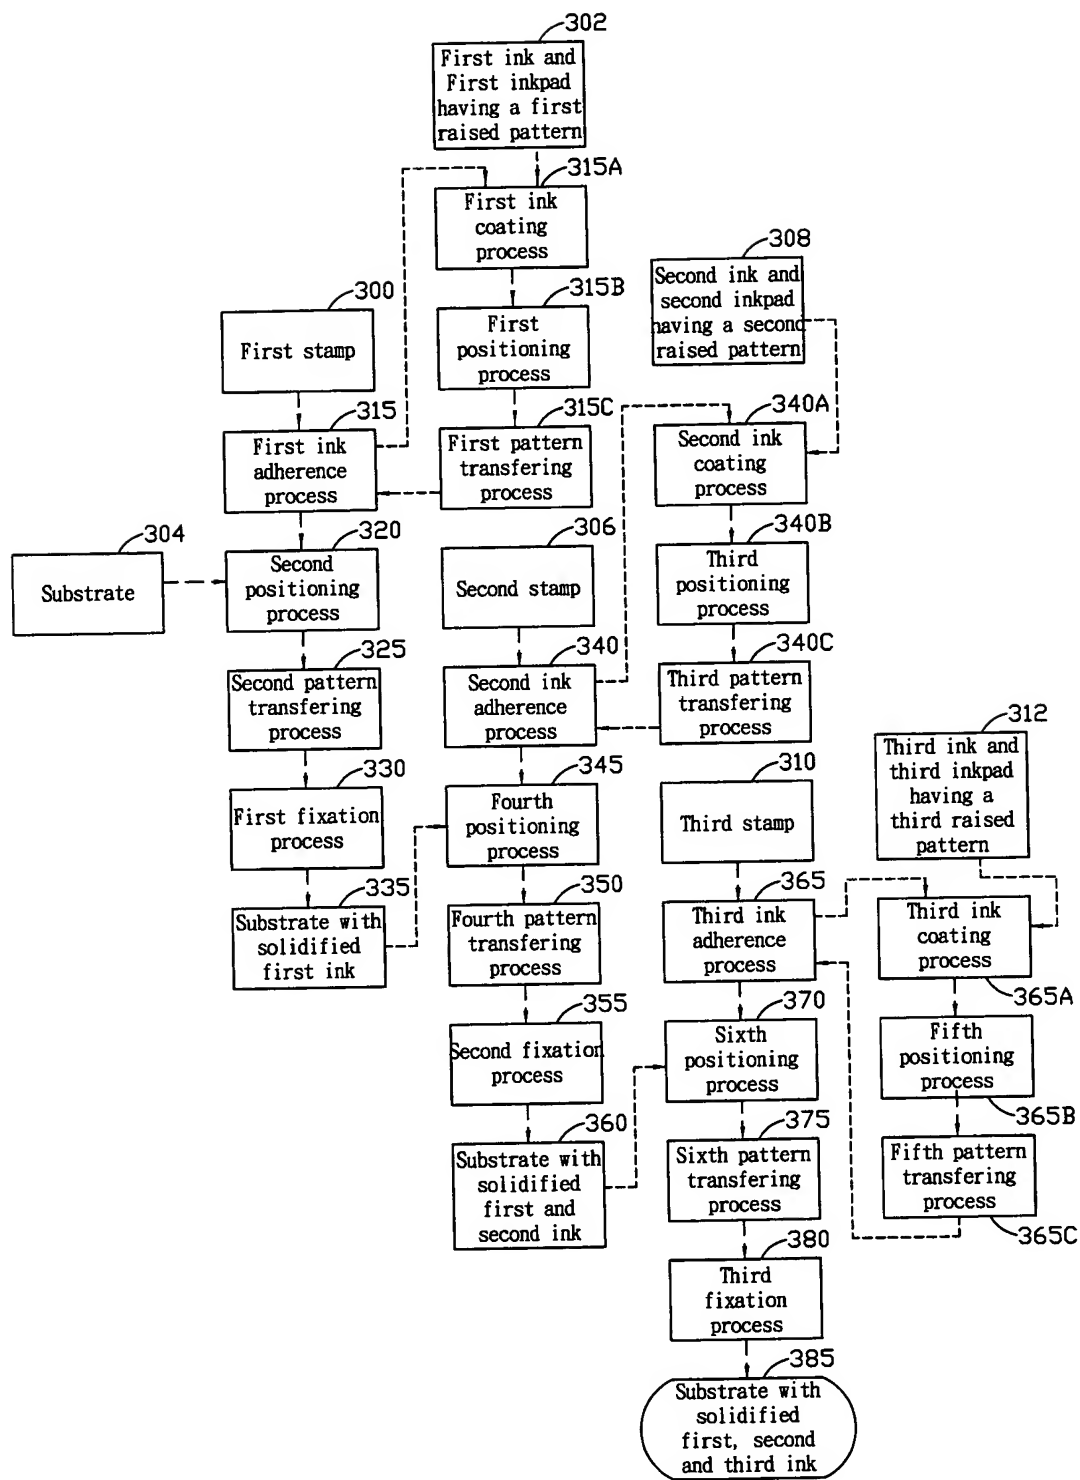 302
First ink and
First inkpad
having a first
raised pattern
315A
First ink
coating
process
308
Second ink and
second inkpad
having a second
raised pattern
300
First stamp
315B
First
positioning
process
315
First ink
adherence
process
315C
First pattern
transfering
process
340A
Second ink
coating
process
304
Substrate
320
Second
positioning
process
306
Second stamp
340B
Third
positioning
process
325
Second pattern
transfering
process
340
Second ink
adherence
process
340C
Third pattern
transfering
process
312
Third ink and
third inkpad
having a
third raised
pattern
330
First fixation
process
345
Fourth
positioning
process
310
Third stamp
335
Substrate with
solidified
first ink
350
Fourth pattern
transfering
process
365
Third ink
adherence
process
Third ink
coating
process
365A
355
Second fixation
process
370
Sixth
positioning
process
Fifth
positioning
process
365B
360
Substrate with
solidified
first and
second ink
375
Sixth pattern
transfering
process
Fifth pattern
transfering
process
365C
380
Third
fixation
process
385
Substrate with
solidified
first, second
and third ink